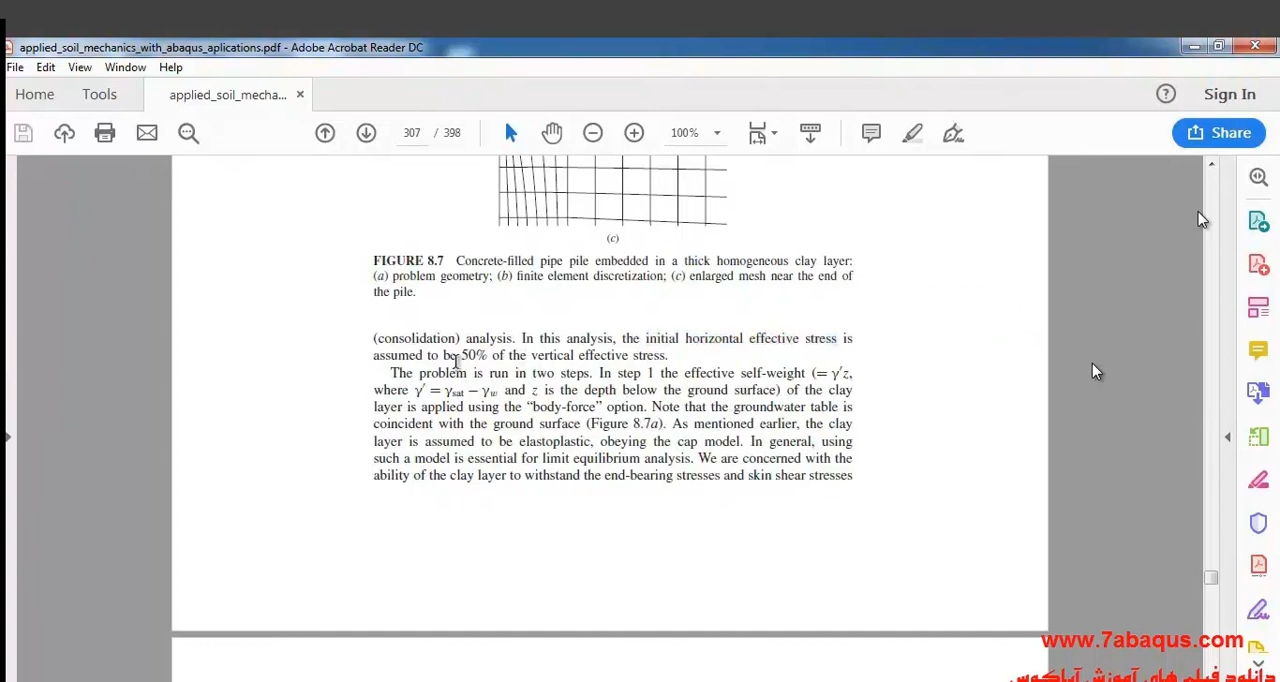 applied_soil_mechanics_with_abaqus_aplications.pdf - Adobe Acrobat Reader DC
File Edit View Window Help
Home Tools applied_soil_mecha... × Sign In
307 / 398 100% Share
(c)
FIGURE 8.7 Concrete-filled pipe pile embedded in a thick homogeneous clay layer:
(a) problem geometry; (b) finite element discretization; (c) enlarged mesh near the end of
the pile.
(consolidation) analysis. In this analysis, the initial horizontal effective stress is
assumed to be 50% of the vertical effective stress.
The problem is run in two steps. In step 1 the effective self-weight (= γ′z,
where γ′ = γsat − γw and z is the depth below the ground surface) of the clay
layer is applied using the “body-force” option. Note that the groundwater table is
coincident with the ground surface (Figure 8.7a). As mentioned earlier, the clay
layer is assumed to be elastoplastic, obeying the cap model. In general, using
such a model is essential for limit equilibrium analysis. We are concerned with the
ability of the clay layer to withstand the end-bearing stresses and skin shear stresses
www.7abaqus.com
دانلود فیلم های آموزش آباکوس